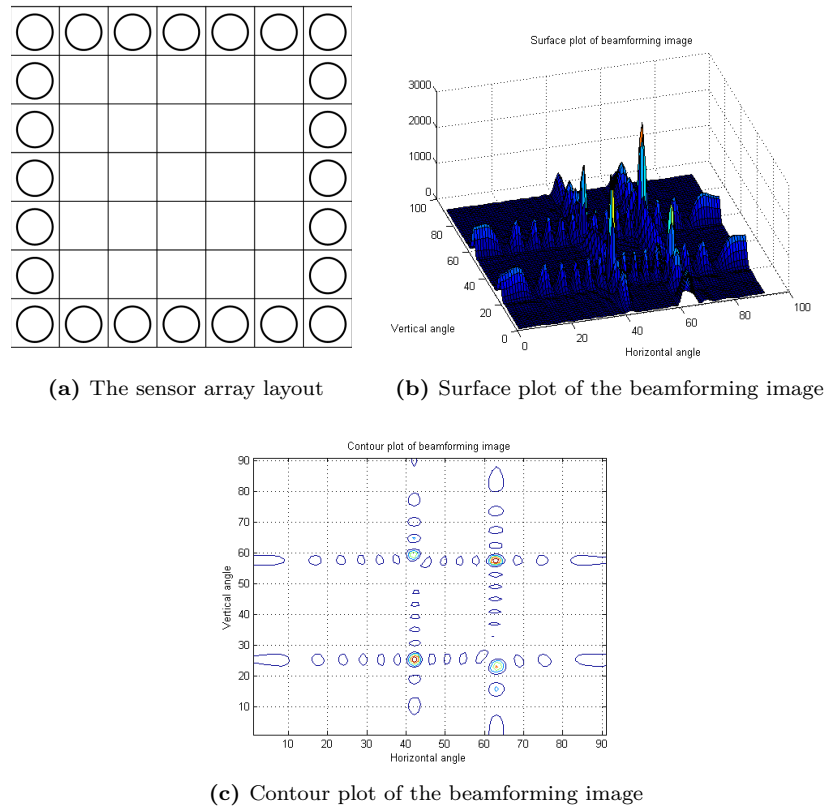 Surface plot of beamforming image
3000
2000
1000
0
100
80
60
40
20
0
0
20
40
60
80
100
Vertical angle
Horizontal angle
(a) The sensor array layout
(b) Surface plot of the beamforming image
Contour plot of beamforming image
90
80
70
60
50
40
30
20
10
10 20 30 40 50 60 70 80 90
Vertical angle
Horizontal angle
(c) Contour plot of the beamforming image